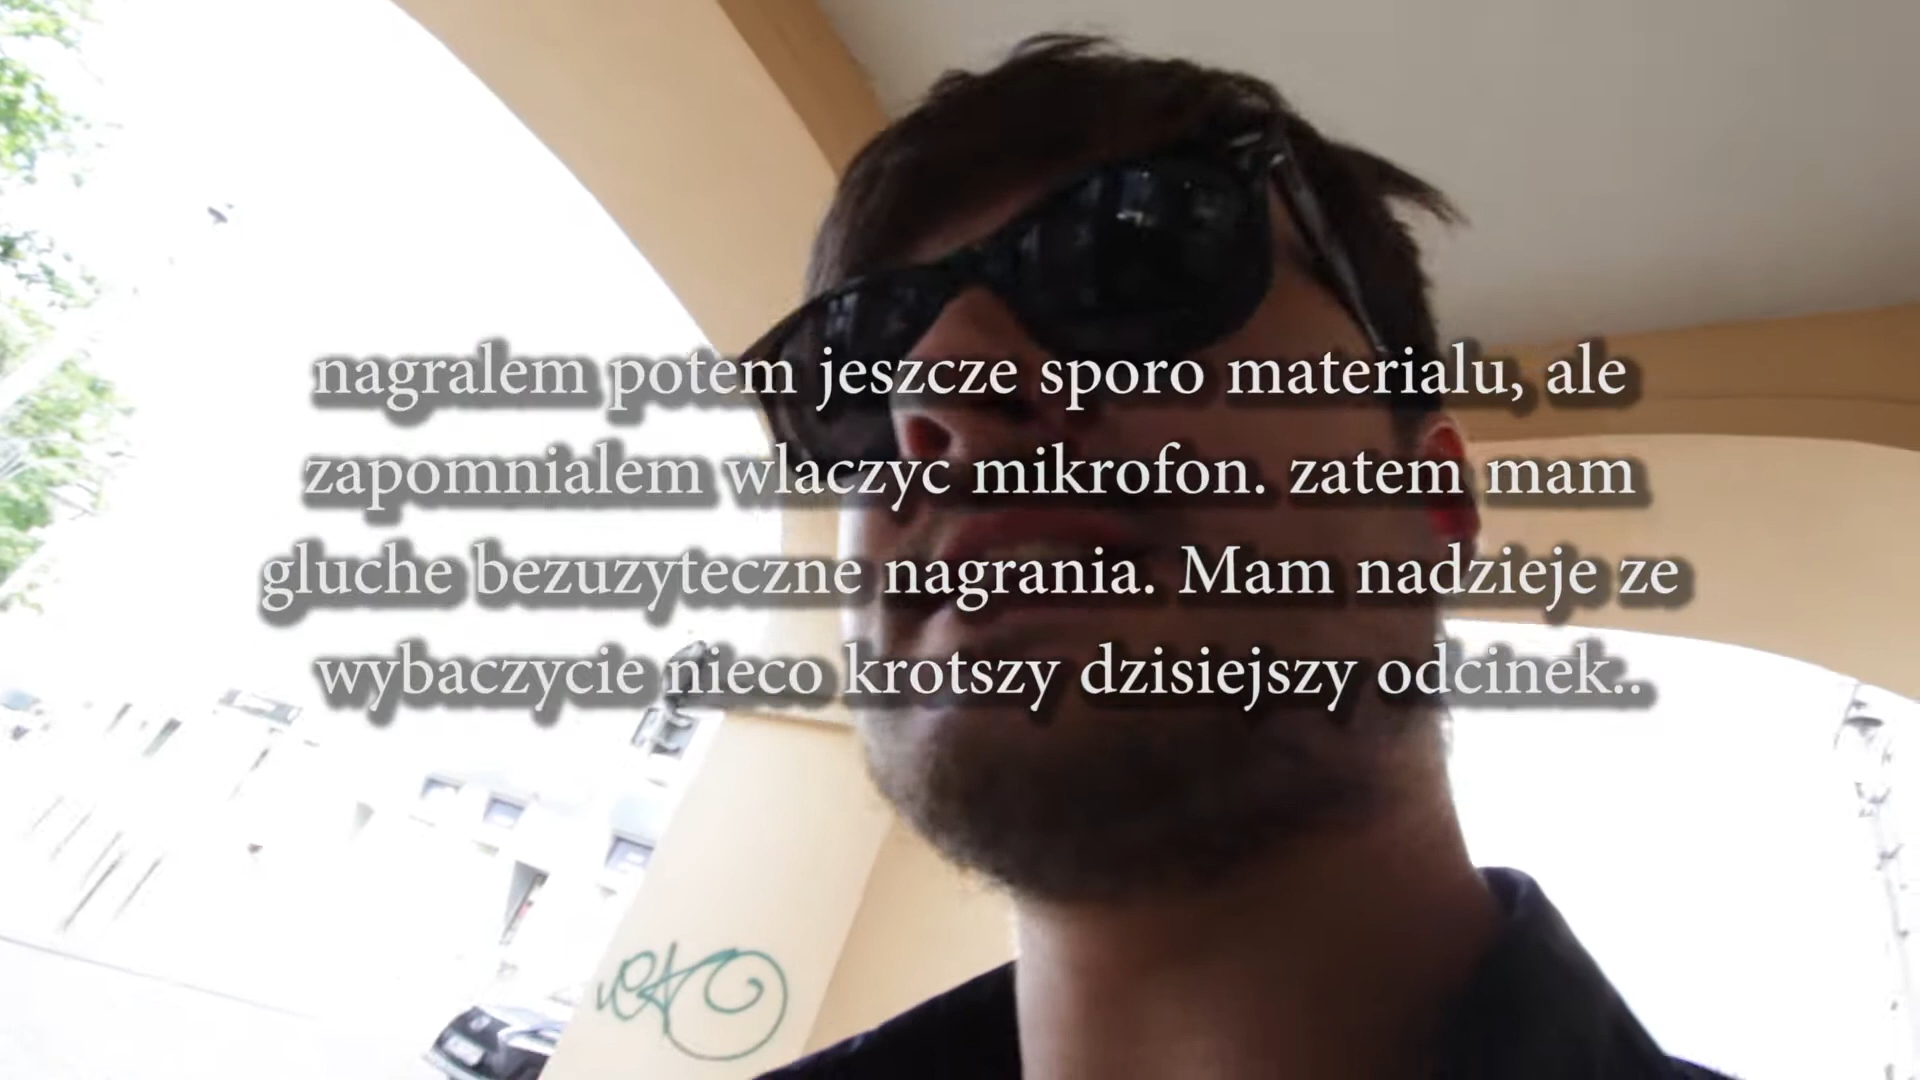 nagralem potem jeszcze sporo materialu, ale
zapomnialem wlaczyc mikrofon. zatem mam
gluche bezuzyteczne nagrania. Mam nadzieje ze
wybaczycie nieco krotszy dzisiejszy odcinek..